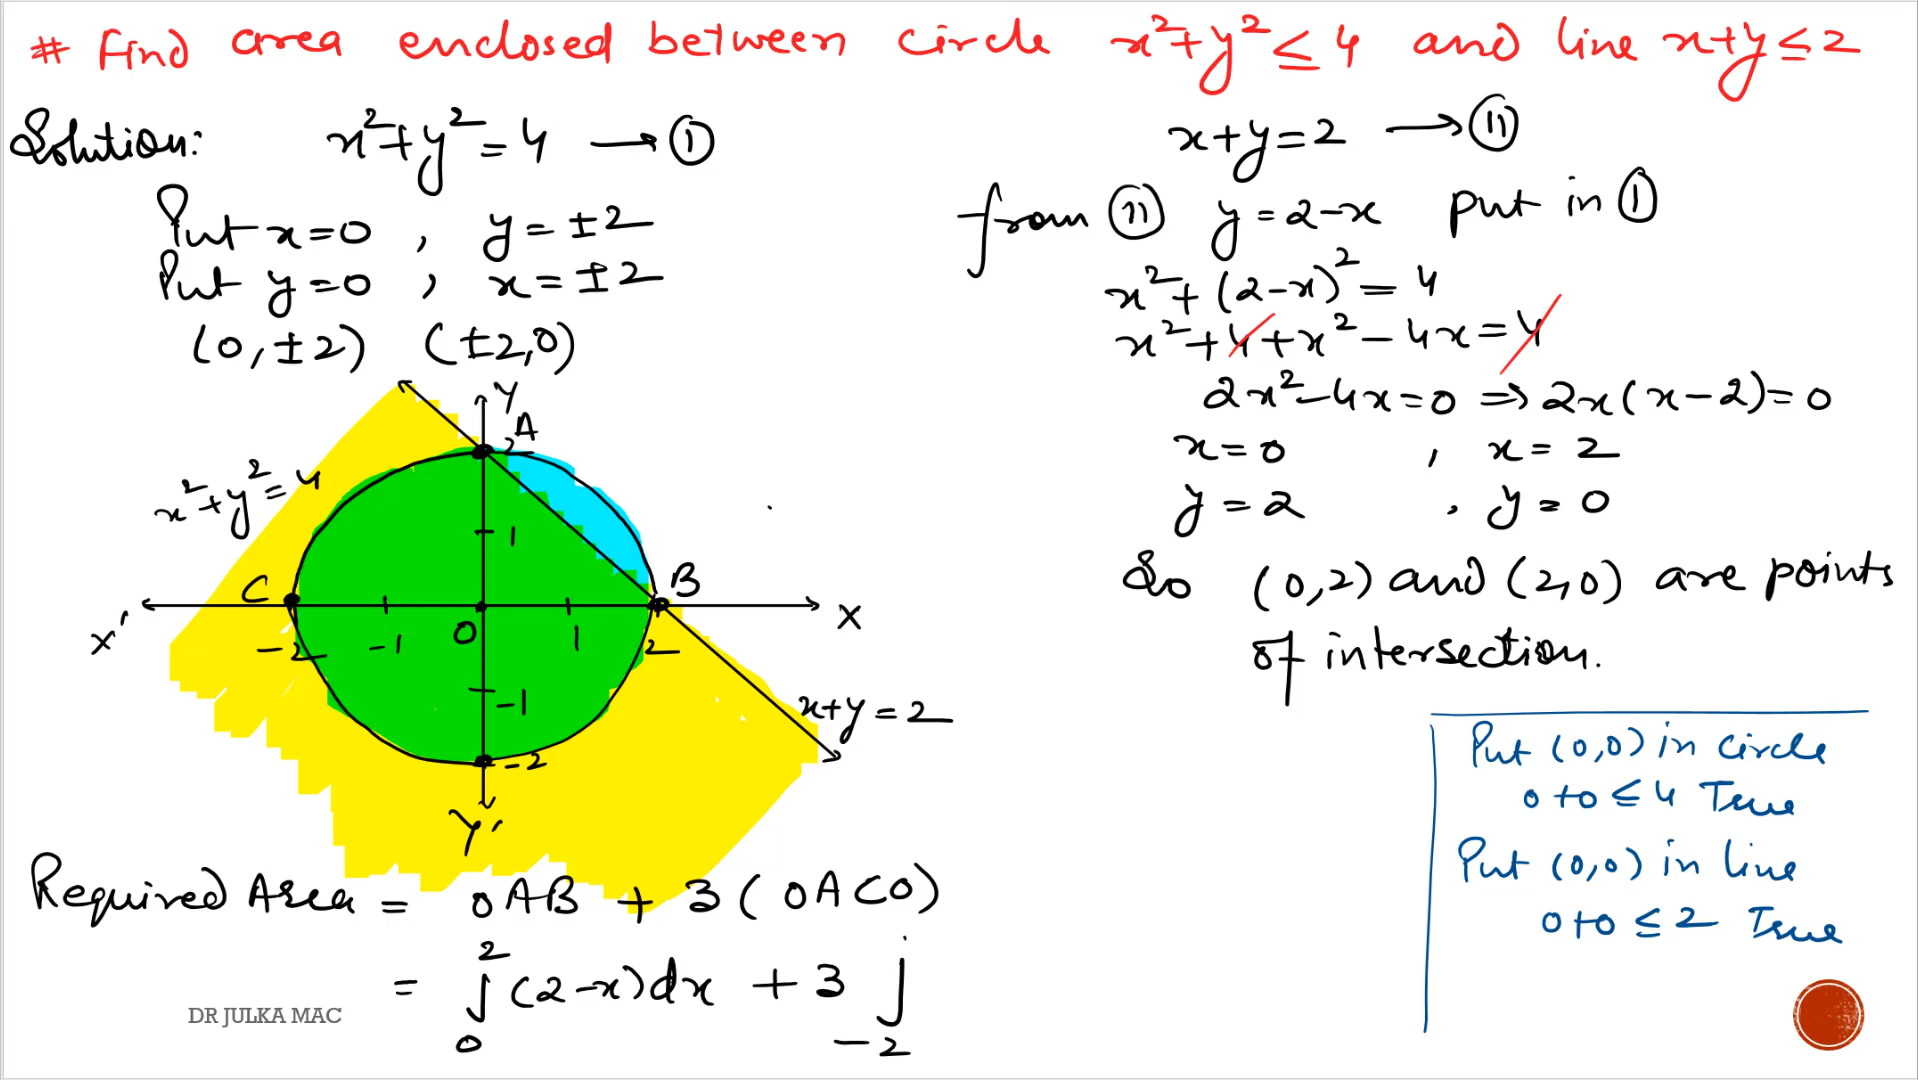 # Find area enclosed between circle x²+y² ≤ 4 and line x+y ≤ 2
Solution: x²+y² = 4 → ①
Put x=0 , y = ±2
Put y=0 , x = ±2
(0, ±2) (±2,0)
x+y=2 → ⑪
from ⑪ y = 2-x put in ①
x²+(2-x)² = 4
x²+4+x²-4x=4
2x²-4x=0 ⇒ 2x(x-2)=0
x=0 , x=2
y=2 , y=0
So (0,2) and (2,0) are points
of intersection.
Y
A
2
x²+y²=4
1
C
B
X'
-2
-1
O
1
2
X
-1
x+y=2
-2
Y'
Put (0,0) in circle
0+0 ≤ 4 True
Put (0,0) in line
0+0 ≤ 2 True
Required Area = OAB + 3(OACO)
= ∫₀² (2-x)dx + 3 ∫₋₂
DR JULKA MAC